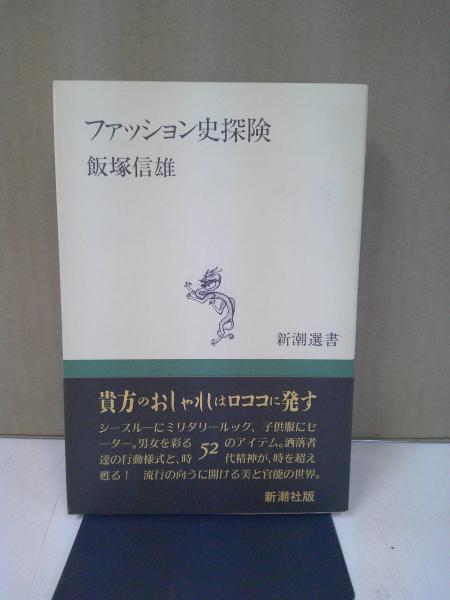 ファッション史探険
飯塚信雄
新潮選書
貴方のおしゃれはロココに発す
シースルーにミリタリールック、子供服にセ
ーター。男女を彩る52のアイテム。洒落者
達の行動様式と、時代精神が、時を超え
甦る! 流行の向うに開ける美と官能の世界。
新潮社版